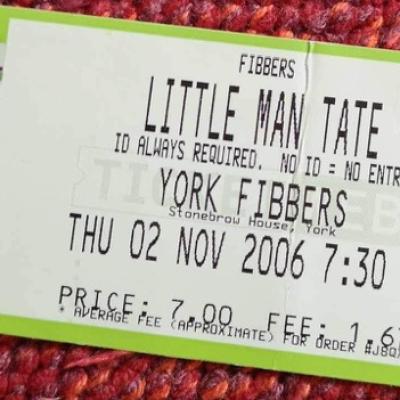 FIBBERS
LITTLE MAN TATE
ID ALWAYS REQUIRED. NO ID = NO ENTR
YORK FIBBERS
Stonebrow House, York
THU 02 NOV 2006 7:30
PRICE: 7.00 FEE: 1.6
* AVERAGE FEE (APPROXIMATE) FOR ORDER #J8Q